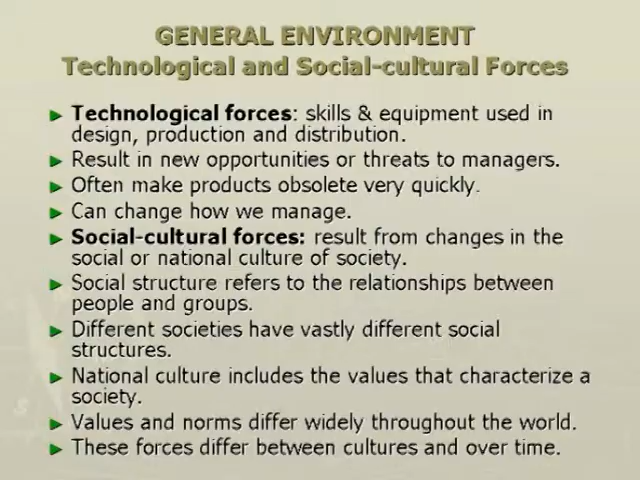 GENERAL ENVIRONMENT
Technological and Social-cultural Forces
Technological forces: skills & equipment used in
design, production and distribution.
Result in new opportunities or threats to managers.
Often make products obsolete very quickly.
Can change how we manage.
Social-cultural forces: result from changes in the
social or national culture of society.
Social structure refers to the relationships between
people and groups.
Different societies have vastly different social
structures.
National culture includes the values that characterize a
society.
Values and norms differ widely throughout the world.
These forces differ between cultures and over time.